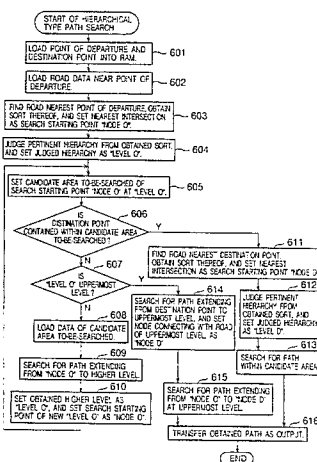 START OF HIERARCHICAL
TYPE PATH SEARCH
LOAD POINT OF DEPARTURE AND
DESTINATION POINT INTO RAM.
601
LOAD ROAD DATA NEAR POINT OF
DEPARTURE.
602
FIND ROAD NEAREST POINT OF DEPARTURE, OBTAIN
SORT THEREOF, AND SET NEAREST INTERSECTION
AS SEARCH STARTING POINT "NODE O".
603
JUDGE PERTINENT HIERARCHY FROM OBTAINED SORT,
AND SET JUDGED HIERARCHY AS "LEVEL O".
604
SET CANDIDATE AREA TO-BE-SEARCHED OF
SEARCH STARTING POINT "NODE O" AT "LEVEL O".
605
606
IS
DISTINATION POINT
CONTAINED WITHIN CANDIDATE AREA
TO-BE-SEARCHED?
Y
N
611
FIND ROAD NEAREST DESTINATION POINT,
OBTAIN SORT THEREOF, AND SET NEAREST
INTERSECTION AS SEARCH STARTING POINT "NODE D"
607
IS
"LEVEL O" UPPERMOST
LEVEL?
Y
N
614
SEARCH FOR PATH EXTENDING
FROM DESTINATION POINT TO
UPPERMOST LEVEL, AND SET
NODE CONNECTING WITH ROAD
OF UPPERMOST LEVEL, AS
"NODE D"
612
JUDGE PERTINENT
HIERARCHY FROM
OBTAINED SORT,
AND SET JUDGED
HIERARCHY AS
"LEVEL D".
608
LOAD DATA OF CANDIDATE
AREA TO-BE-SEARCHED.
613
SEARCH FOR PATH
WITHIN CANDIDATE AREA
609
SEARCH FOR PATH EXTENDING
FROM "NODE O" TO HIGHER LEVEL.
610
SET OBTAINED HIGHER LEVEL AS
"LEVEL O", AND SET SEARCH STARTING
POINT OF NEW "LEVEL O" AS "NODE O".
615
SEARCH FOR PATH EXTENDING
FROM "NODE O" TO "NODE D"
AT UPPERMOST LEVEL.
616
TRANSFER OBTAINED PATH AS OUTPUT.
END